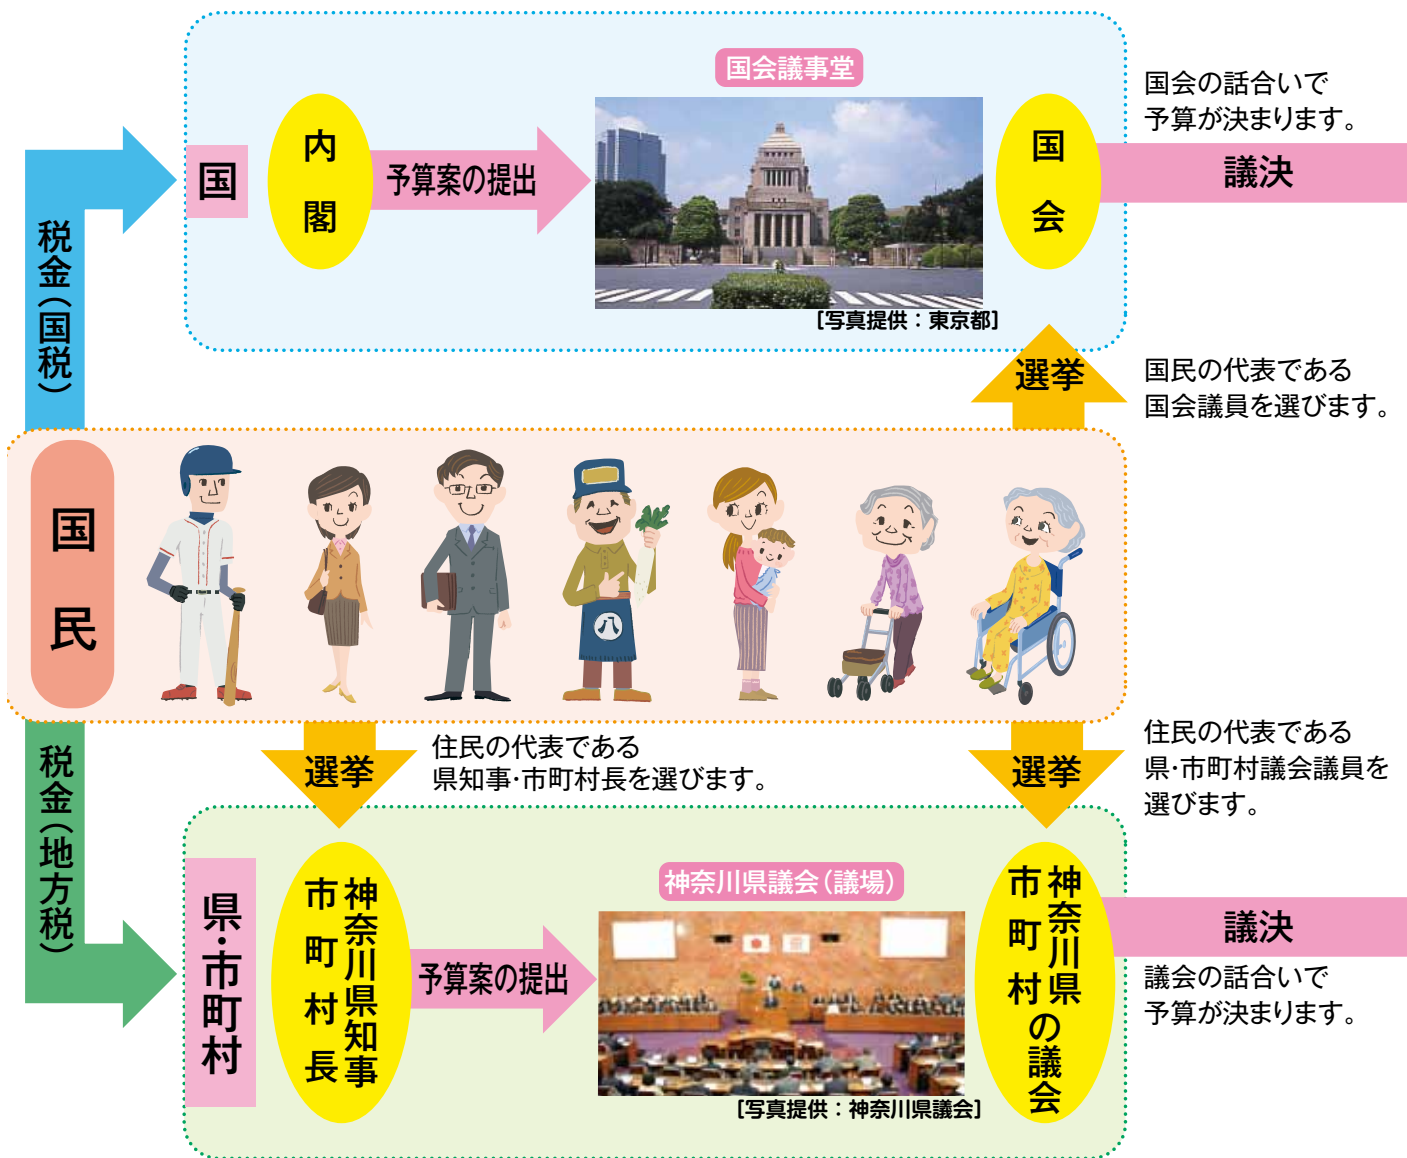 国会議事堂
国
内閣
予算案の提出
国会
国会の話合いで
予算が決まります。
議決
[写真提供：東京都]
税金(国税)
選挙
国民の代表である
国会議員を選びます。
国民
八
税金(地方税)
選挙
住民の代表である
県知事・市町村長を選びます。
選挙
住民の代表である
県・市町村議会議員を
選びます。
県・市町村
神奈川県知事
市町村長
予算案の提出
神奈川県議会(議場)
神奈川県
市町村の議会
議決
議会の話合いで
予算が決まります。
[写真提供：神奈川県議会]